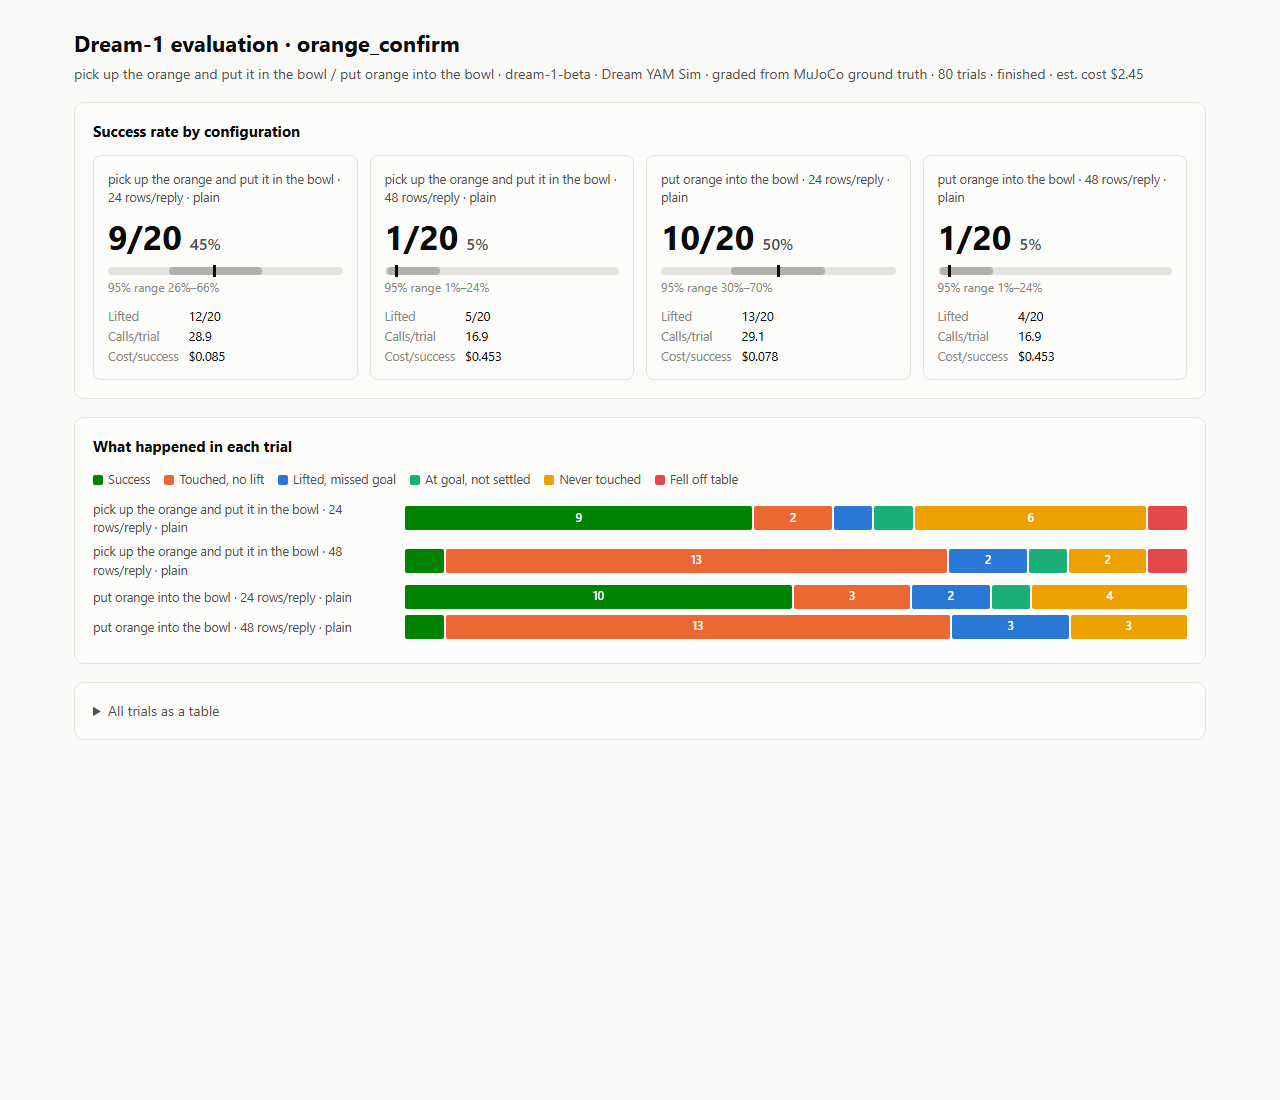 Dream-1 evaluation · orange_confirm
pick up the orange and put it in the bowl / put orange into the bowl · dream-1-beta · Dream YAM Sim · graded from MuJoCo ground truth · 80 trials · finished · est. cost $2.45
Success rate by configuration
pick up the orange and put it in the bowl ·
24 rows/reply · plain
9/20 45%
95% range 26%–66%
Lifted 12/20
Calls/trial 28.9
Cost/success $0.085
pick up the orange and put it in the bowl ·
48 rows/reply · plain
1/20 5%
95% range 1%–24%
Lifted 5/20
Calls/trial 16.9
Cost/success $0.453
put orange into the bowl · 24 rows/reply ·
plain
10/20 50%
95% range 30%–70%
Lifted 13/20
Calls/trial 29.1
Cost/success $0.078
put orange into the bowl · 48 rows/reply ·
plain
1/20 5%
95% range 1%–24%
Lifted 4/20
Calls/trial 16.9
Cost/success $0.453
What happened in each trial
Success Touched, no lift Lifted, missed goal At goal, not settled Never touched Fell off table
pick up the orange and put it in the bowl · 24
rows/reply · plain
9 2 6
pick up the orange and put it in the bowl · 48
rows/reply · plain
13 2 2
put orange into the bowl · 24 rows/reply · plain
10 3 2 4
put orange into the bowl · 48 rows/reply · plain
13 3 3
All trials as a table